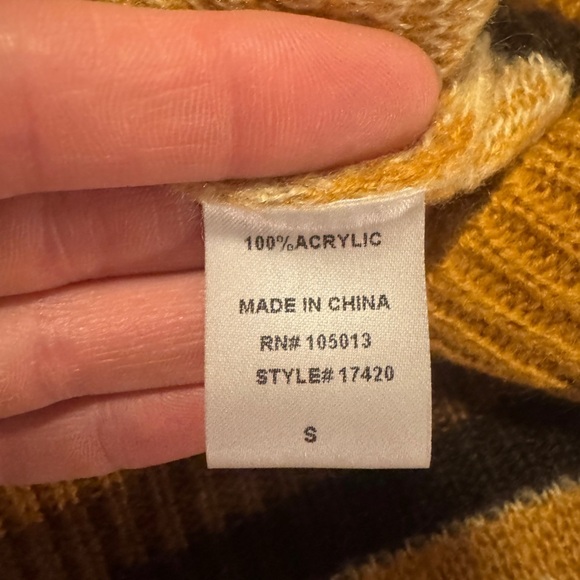 100%ACRYLIC
MADE IN CHINA
RN# 105013
STYLE# 17420
S